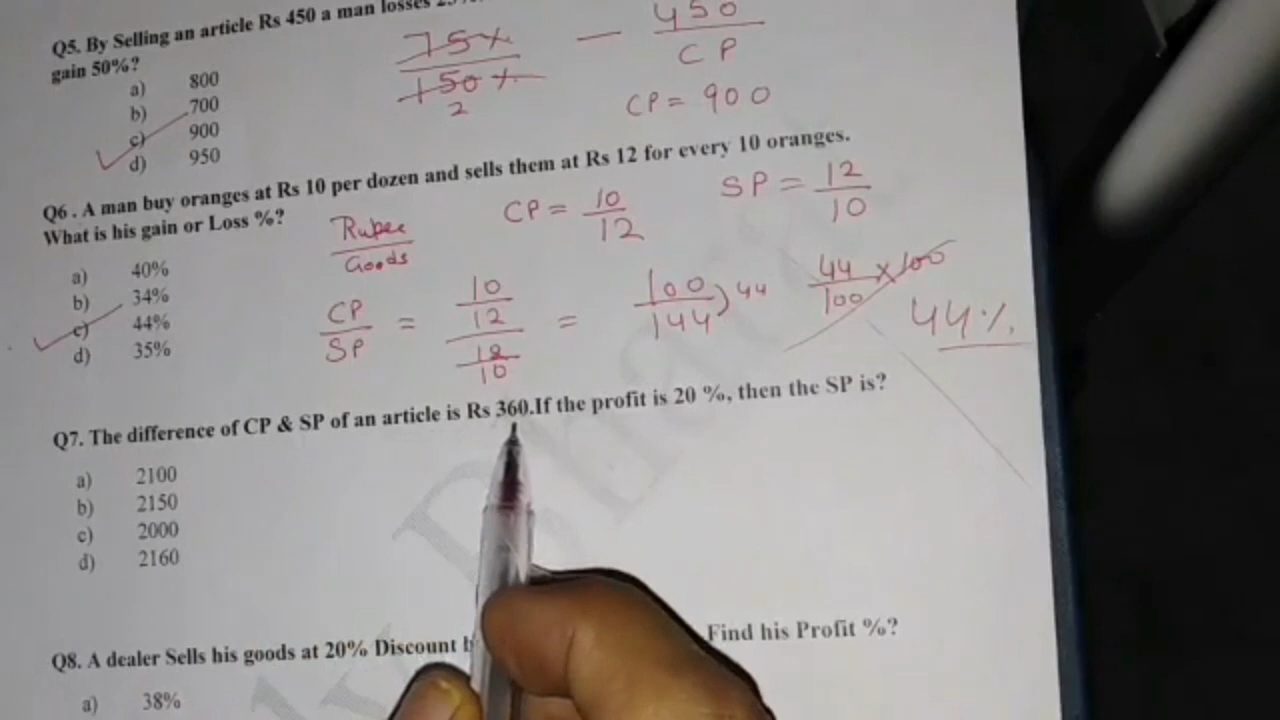 Q5. By Selling an article Rs 450 a man losses
gain 50%?
a) 800
b) 700
c) 900
d) 950
75%
150%
2
450
CP
CP = 900
Q6 . A man buy oranges at Rs 10 per dozen and sells them at Rs 12 for every 10 oranges.
What is his gain or Loss %?
a) 40%
b) 34%
c) 44%
d) 35%
Rupee
Goods
CP = 10/12
SP = 12/10
CP/SP = 10/12 / 12/10 = 100/144 ) 44
44/100 × 100
44%
Q7. The difference of CP & SP of an article is Rs 360.If the profit is 20 %, then the SP is?
a) 2100
b) 2150
c) 2000
d) 2160
Q8. A dealer Sells his goods at 20% Discount Find his Profit %?
a) 38%